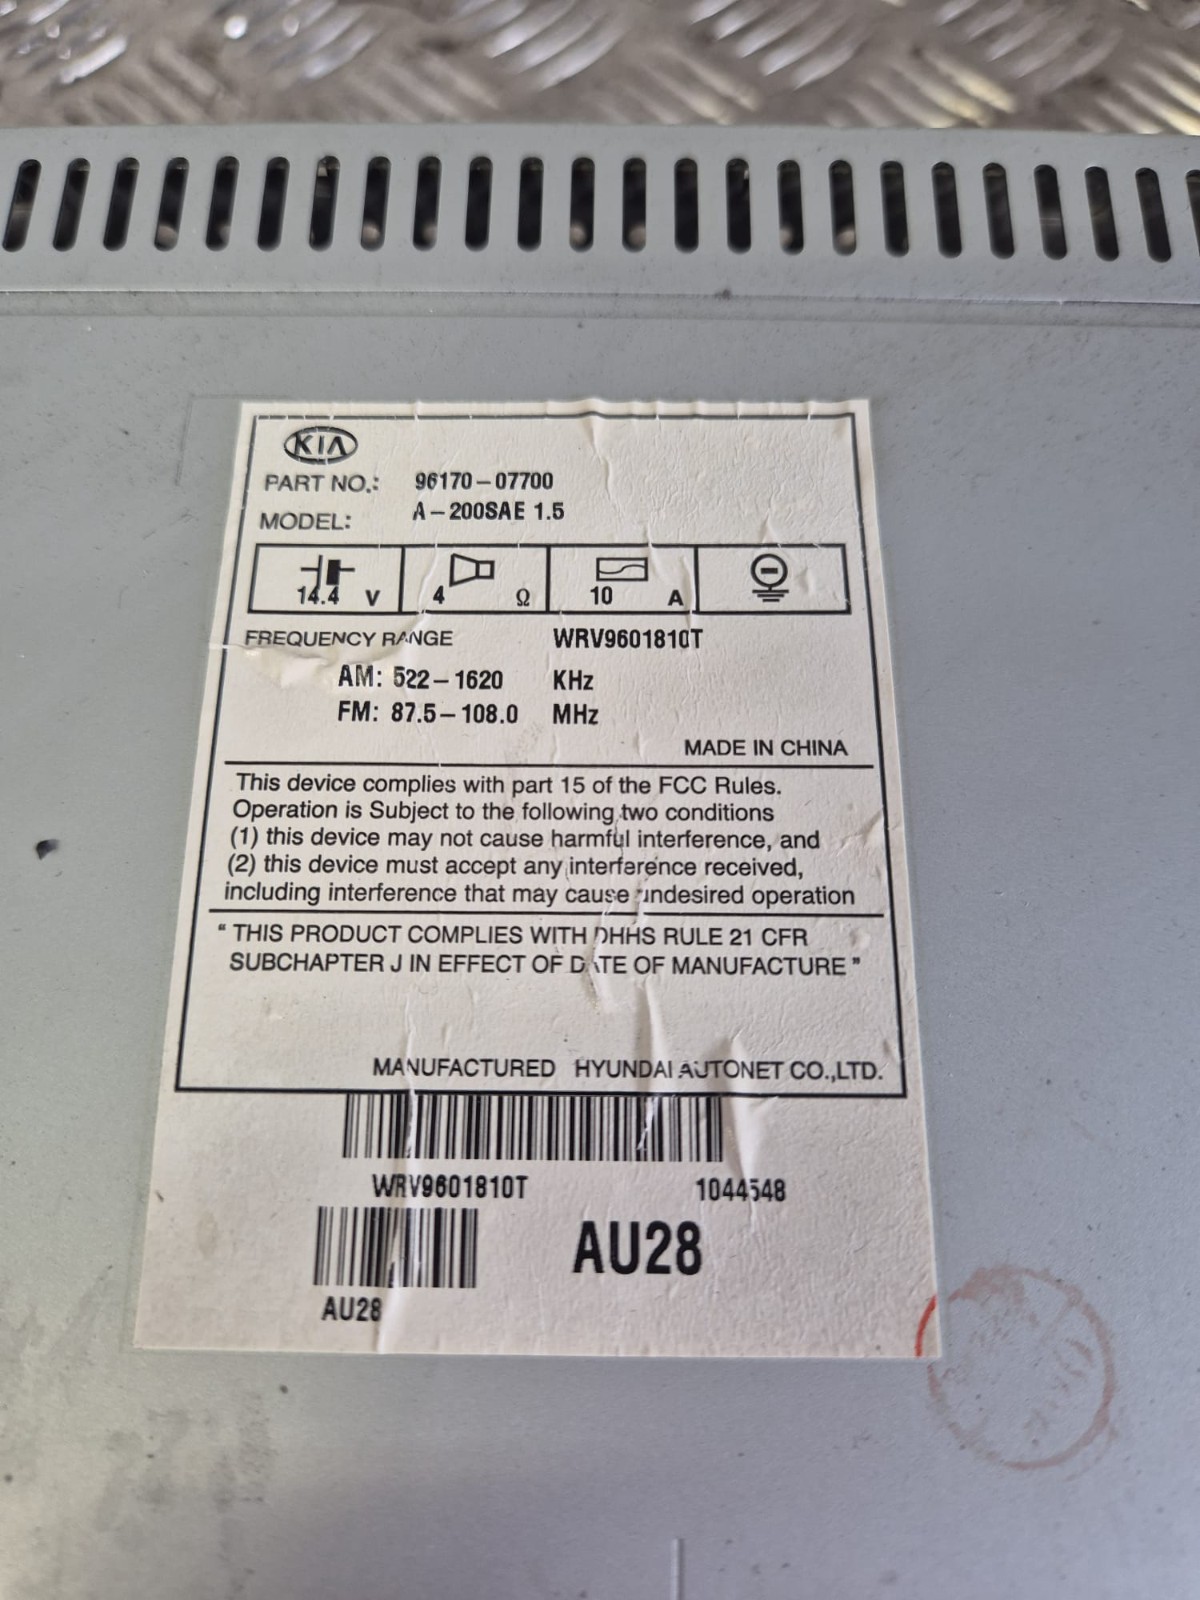 KIA
PART NO.: 96170-07700
MODEL: A-200SAE 1.5
14.4 V 4 Ω 10 A
FREQUENCY RANGE WRV9601810T
AM: 522-1620 KHz
FM: 87.5-108.0 MHz
MADE IN CHINA
This device complies with part 15 of the FCC Rules.
Operation is Subject to the following two conditions
(1) this device may not cause harmful interference, and
(2) this device must accept any interference received,
including interference that may cause undesired operation
" THIS PRODUCT COMPLIES WITH DHHS RULE 21 CFR
SUBCHAPTER J IN EFFECT OF DATE OF MANUFACTURE "
MANUFACTURED HYUNDAI AUTONET CO.,LTD.
WRV9601810T 1044548
AU28
AU28